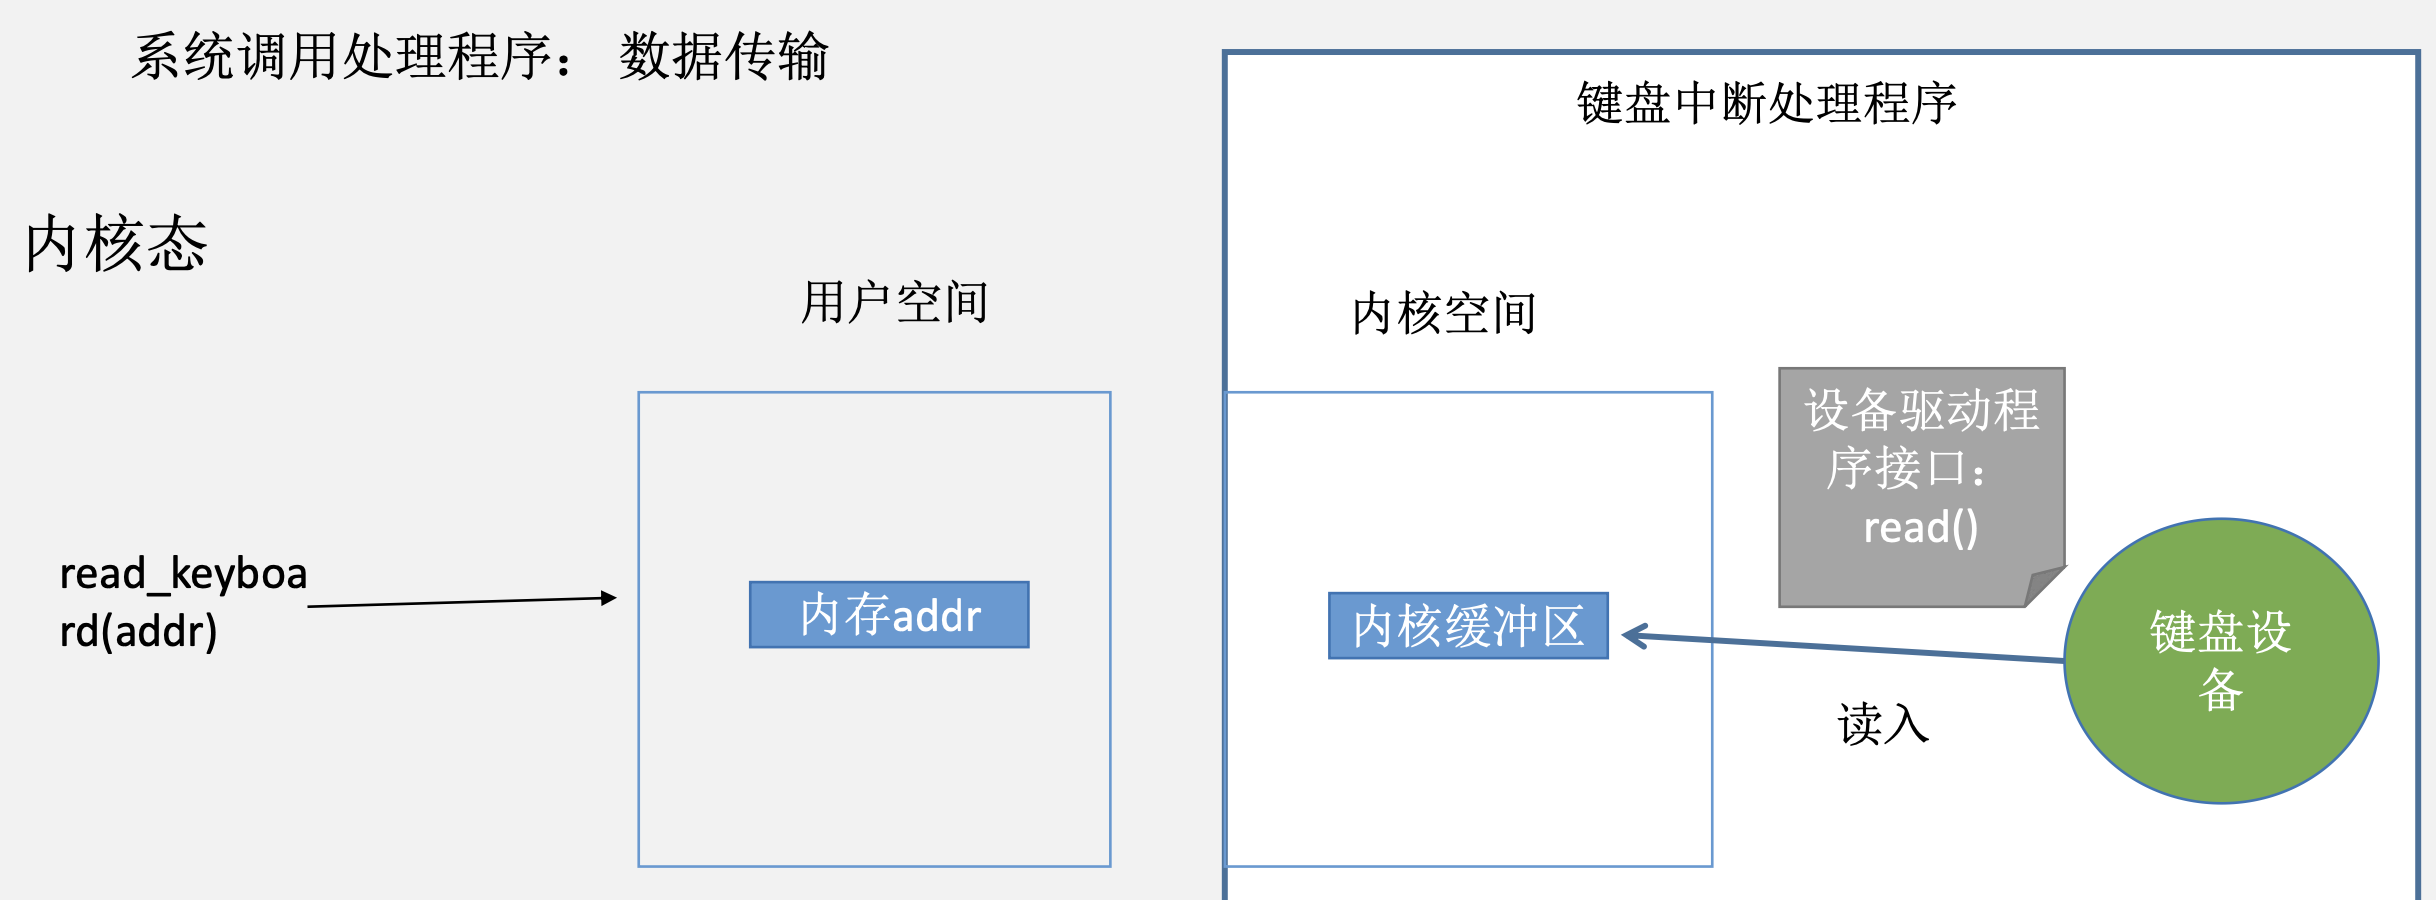 系统调用处理程序： 数据传输
键盘中断处理程序
内核态
用户空间
内核空间
设备驱动程
序接口：
read()
read_keyboa
rd(addr)
内存addr
内核缓冲区
键盘设
备
读入